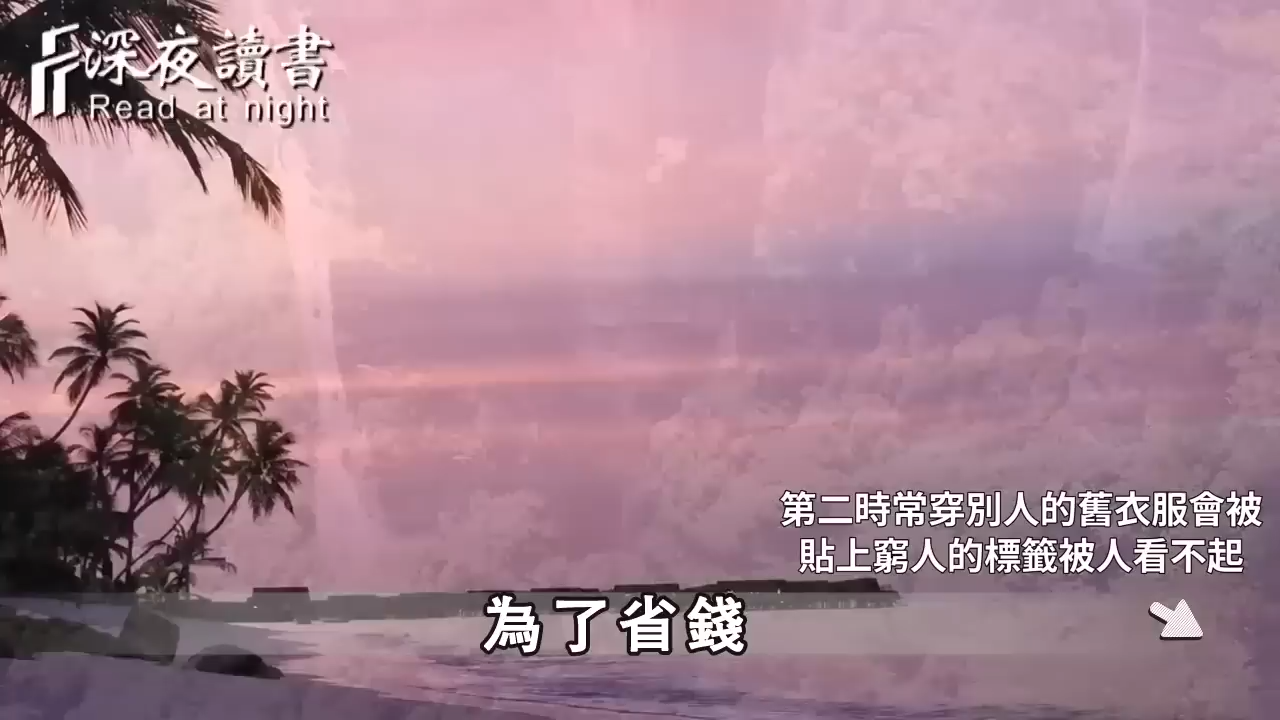 深夜讀書
Read at night
第二時常穿別人的舊衣服會被
貼上窮人的標籤被人看不起
為了省錢